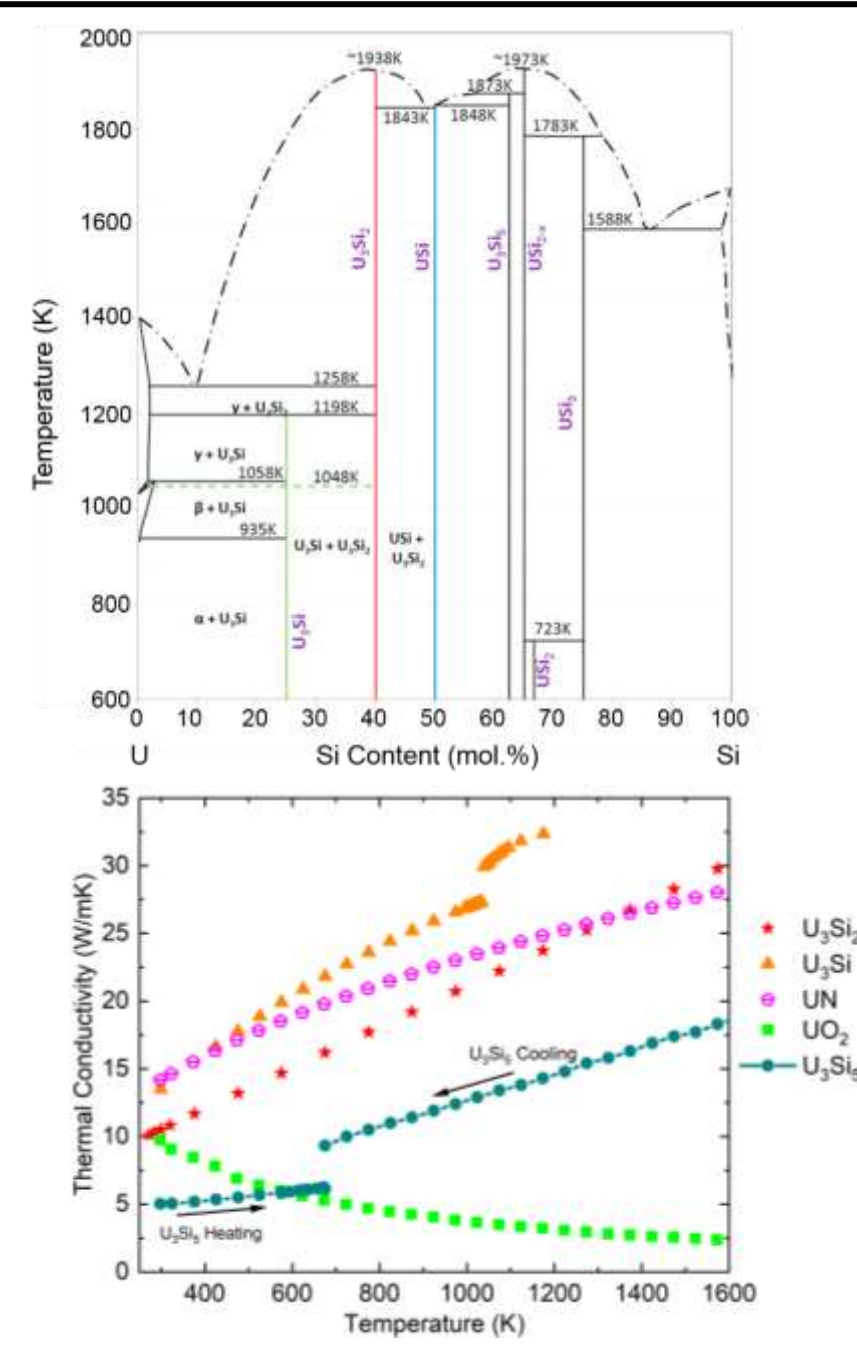 2000
~1938K
~1973K
1873K
1843K
1848K
1800
1783K
1600
1588K
U₃Si₂
USi
U₃Si₅
USi₂₋ₓ
1400
Temperature (K)
1258K
USi₃
1200
γ + U₃Si₂
1198K
γ + U₃Si
1058K
1048K
1000
β + U₃Si
935K
U₃Si + U₃Si₂
USi +
U₃Si₂
800
α + U₃Si
U₃Si
723K
USi₂
600
0 10 20 30 40 50 60 70 80 90 100
U Si Content (mol.%) Si
35
30
25
20
15
10
5
0
Thermal Conductivity (W/mK)
U₃Si₅ Cooling
U₃Si₅ Heating
U₃Si₂
U₃Si
UN
UO₂
U₃Si₅
400 600 800 1000 1200 1400 1600
Temperature (K)